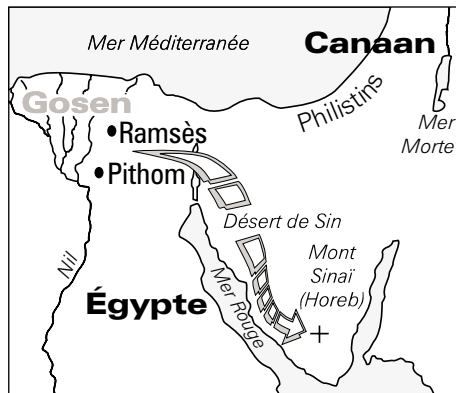 Mer Méditerranée
Canaan
Gosen
Philistins
Ramsès
Mer
Morte
Pithom
Désert de Sin
Nil
Mont
Sinaï
(Horeb)
Égypte
Mer Rouge